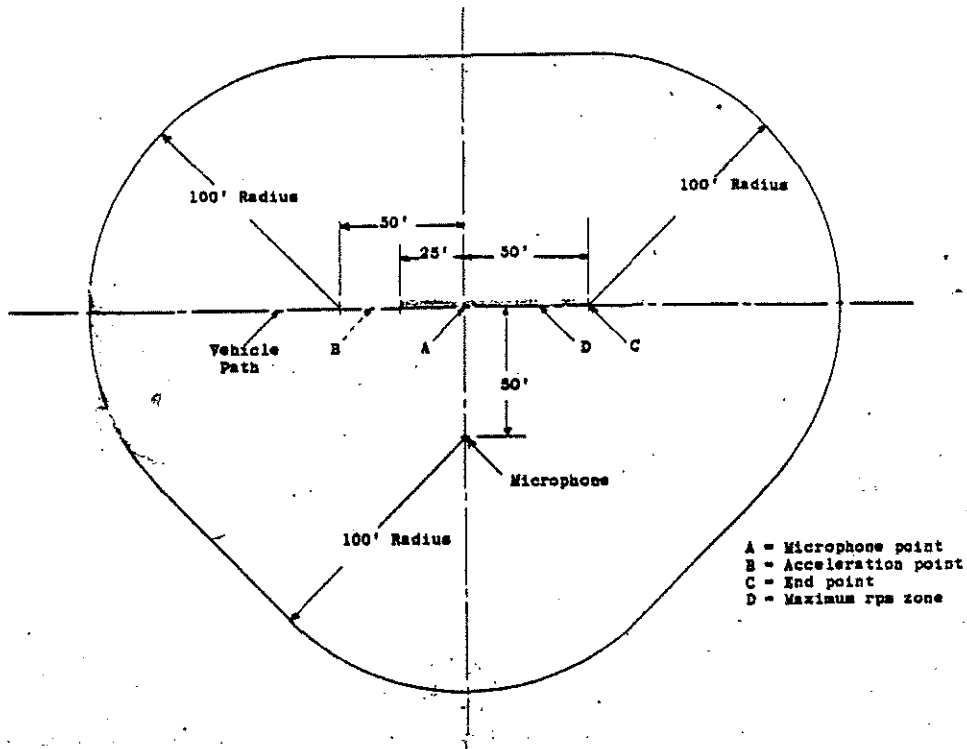 100' Radius
100' Radius
50'
25'
50'
Vehicle
Path
B
A
D
C
50'
Microphone
100' Radius
A = Microphone point
B = Acceleration point
C = End point
D = Maximum rpm zone